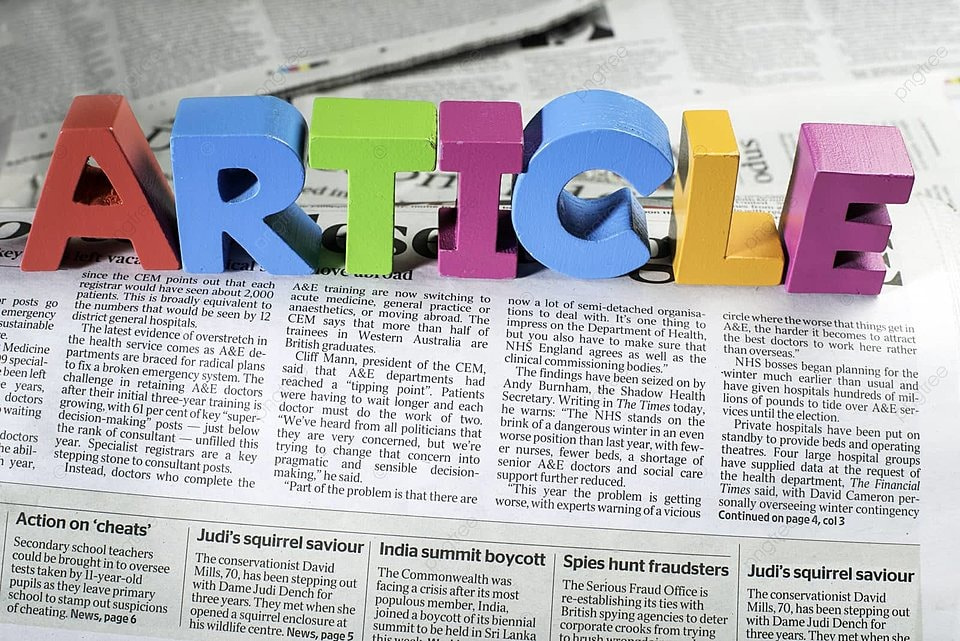 ARTICLE
left vaca
ove abroad
or posts go
emergency
sustainable
re.
Medicine
special-
been left
years,
doctors
waiting
doctors
the abil-
year,
since the CEM points out that each
registrar would have seen about 2,000
patients. This is broadly equivalent to
the numbers that would be seen by 12
district general hospitals.
The latest evidence of overstretch in
the health service comes as A&E de-
partments are braced for radical plans
to fix a broken emergency system. The
challenge in retaining A&E doctors
after their initial three-year training is
growing, with 61 per cent of key “super-
decision-making” posts — just below
the rank of consultant — unfilled this
year. Specialist registrars are a key
stepping stone to consultant posts.
Instead, doctors who complete the
A&E training are now switching to
acute medicine, general practice or
anaesthetics, or moving abroad. The
CEM says that more than half of
trainees in Western Australia are
British graduates.
Cliff Mann, president of the CEM,
said that A&E departments had
reached a “tipping point”. Patients
were having to wait longer and each
doctor must do the work of two.
“We’ve heard from all politicians that
they are very concerned, but we’re
trying to change that concern into
pragmatic and sensible decision-
making,” he said.
“Part of the problem is that there are
now a lot of semi-detached organisa-
tions to deal with. It’s one thing to
impress on the Department of Health,
but you also have to make sure that
NHS England agrees as well as the
clinical commissioning bodies.”
The findings have been seized on by
Andy Burnham, the Shadow Health
Secretary. Writing in The Times today,
he warns: “The NHS stands on the
brink of a dangerous winter in an even
worse position than last year, with few-
er nurses, fewer beds, a shortage of
senior A&E doctors and social care
support further reduced.
“This year the problem is getting
worse, with experts warning of a vicious
circle where the worse that things get in
A&E, the harder it becomes to attract
the best doctors to work here rather
than overseas.”
NHS bosses began planning for the
winter much earlier than usual and
have given hospitals hundreds of mil-
lions of pounds to tide over A&E ser-
vices until the election.
Private hospitals have been put on
standby to provide beds and operating
theatres. Four large hospital groups
have supplied data at the request of
the health department, The Financial
Times said, with David Cameron per-
sonally overseeing winter contingency
Continued on page 4, col 3
Action on ‘cheats’
Secondary school teachers
could be brought in to oversee
tests taken by 11-year-old
pupils as they leave primary
school to stamp out suspicions
of cheating. News, page 6
Judi’s squirrel saviour
The conservationist David
Mills, 70, has been stepping out
with Dame Judi Dench for
three years. They met when she
opened a squirrel enclosure at
his wildlife centre. News, page 5
India summit boycott
The Commonwealth was
facing a crisis after its most
populous member, India,
joined a boycott of its biennial
summit to be held in Sri Lanka
Spies hunt fraudsters
The Serious Fraud Office is
re-establishing its ties with
British spying agencies to deter
corporate crooks from trying
Judi’s squirrel saviour
The conservationist David
Mills, 70, has been stepping out
with Dame Judi Dench for
three years. They met when she
pngtree